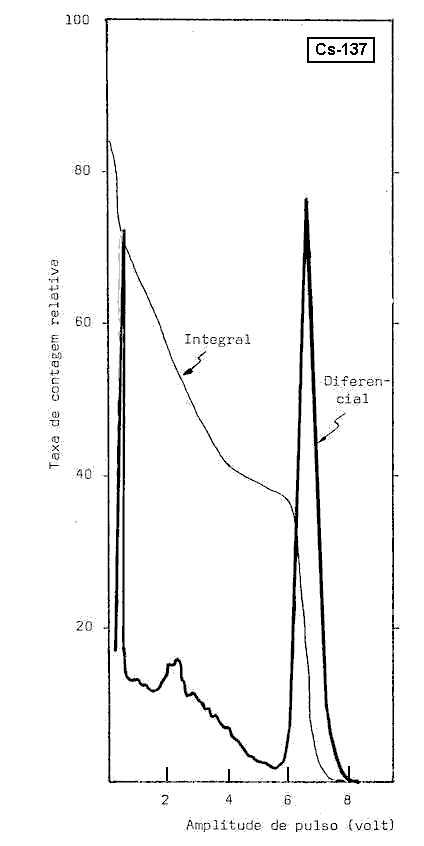 100
Cs-137
80
60
40
20
Taxa de contagem relativa
Integral
Diferen-
cial
2
4
6
8
Amplitude de pulso (volt)